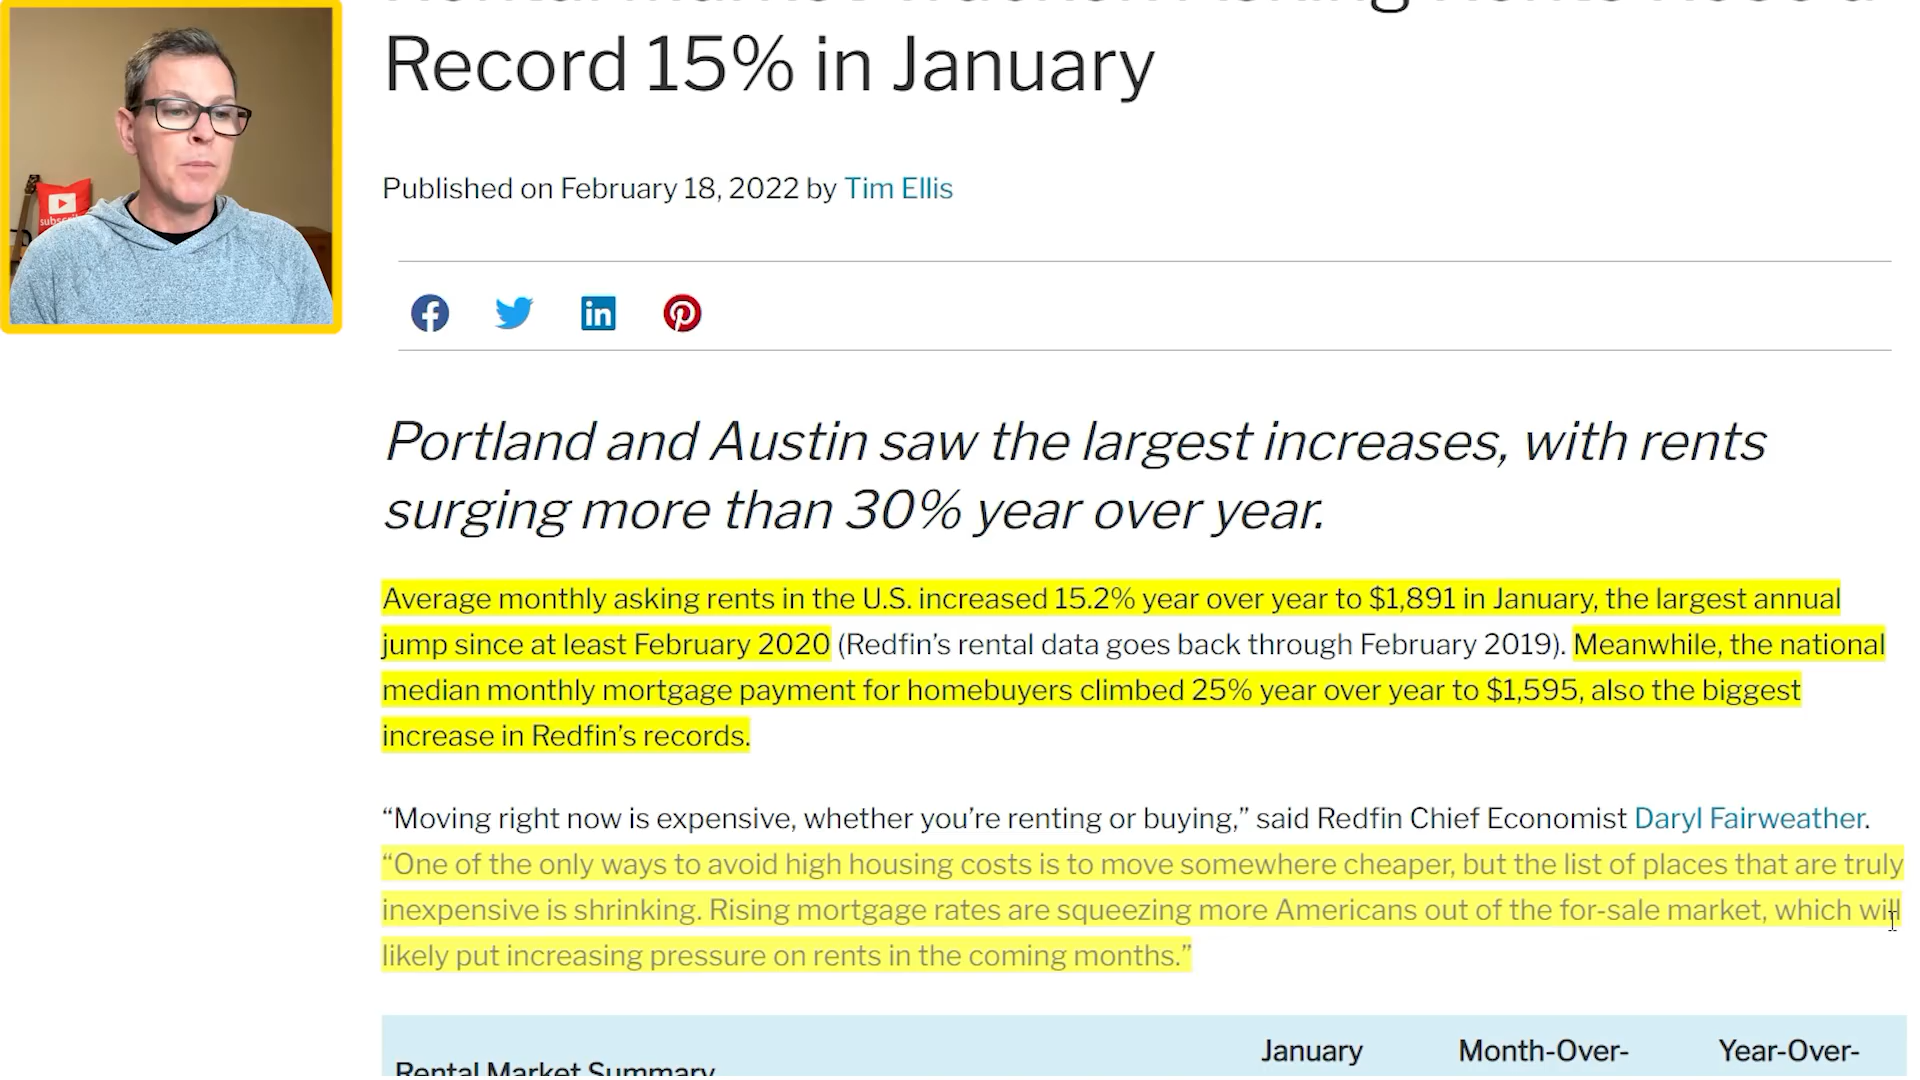 Rental Market Tracker: Asking Rents Rose a
Record 15% in January
subscri
Published on February 18, 2022 by Tim Ellis
Portland and Austin saw the largest increases, with rents
surging more than 30% year over year.
Average monthly asking rents in the U.S. increased 15.2% year over year to $1,891 in January, the largest annual
jump since at least February 2020 (Redfin’s rental data goes back through February 2019). Meanwhile, the national
median monthly mortgage payment for homebuyers climbed 25% year over year to $1,595, also the biggest
increase in Redfin’s records.
“Moving right now is expensive, whether you’re renting or buying,” said Redfin Chief Economist Daryl Fairweather.
“One of the only ways to avoid high housing costs is to move somewhere cheaper, but the list of places that are truly
inexpensive is shrinking. Rising mortgage rates are squeezing more Americans out of the for-sale market, which will
likely put increasing pressure on rents in the coming months.”
January Month-Over- Year-Over-
Rental Market Summary